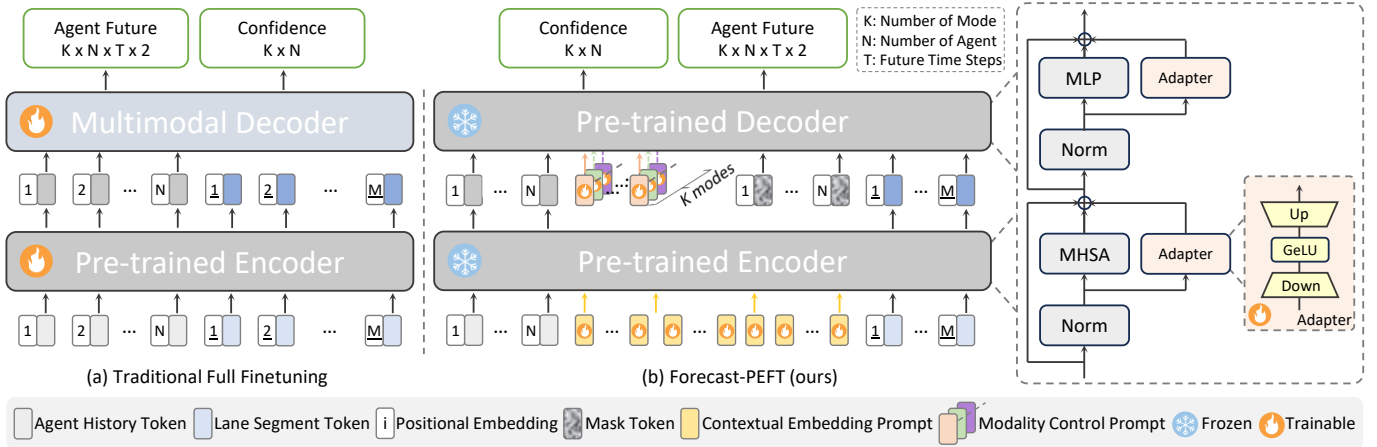 Agent Future
K x N x T x 2
Confidence
K x N
Multimodal Decoder
1
2
...
N
1
2
...
M
Pre-trained Encoder
1
2
...
N
1
2
...
M
(a) Traditional Full Finetuning
Confidence
K x N
Agent Future
K x N x T x 2
K: Number of Mode
N: Number of Agent
T: Future Time Steps
Pre-trained Decoder
1
...
N
...
K modes
1
...
N
1
...
M
Pre-trained Encoder
1
...
N
...
...
...
1
...
M
(b) Forecast-PEFT (ours)
MLP
Adapter
Norm
MHSA
Adapter
Norm
Up
GeLU
Down
Adapter
Agent History Token
Lane Segment Token
i
Positional Embedding
Mask Token
Contextual Embedding Prompt
Modality Control Prompt
Frozen
Trainable